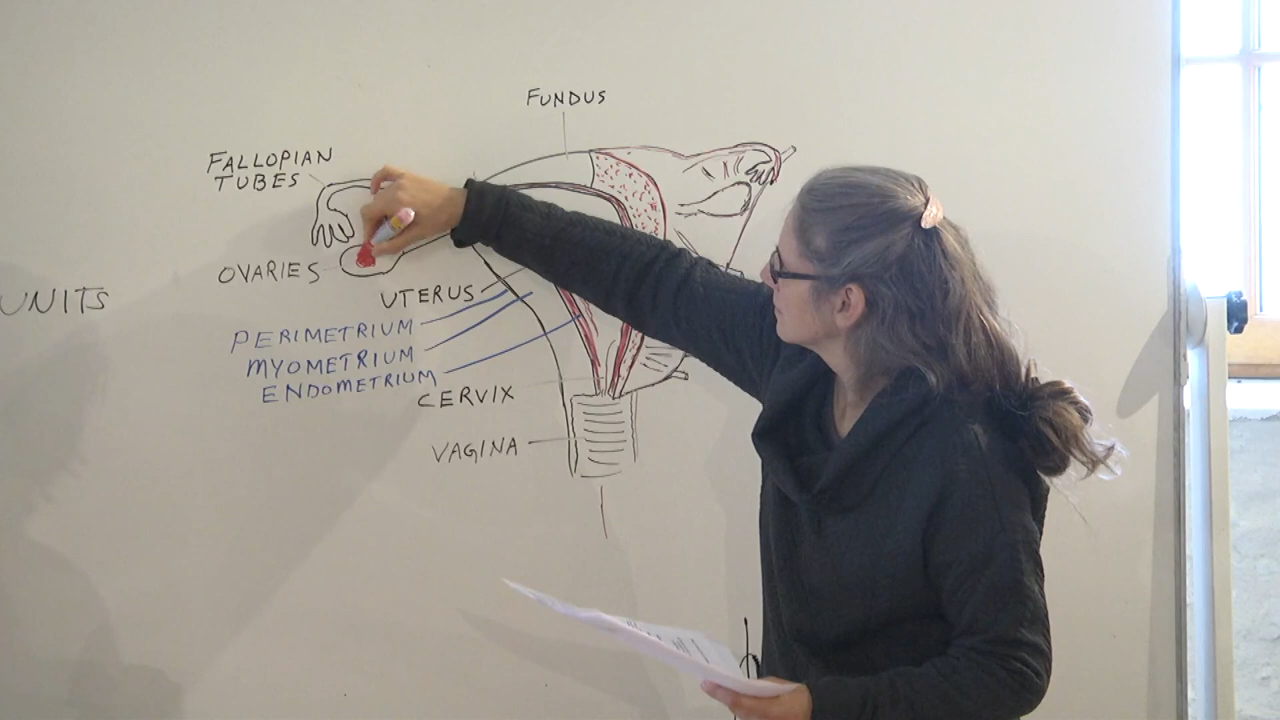 FUNDUS
FALLOPIAN
TUBES
OVARIES
UNITS
UTERUS
PERIMETRIUM
MYOMETRIUM
ENDOMETRIUM
CERVIX
VAGINA